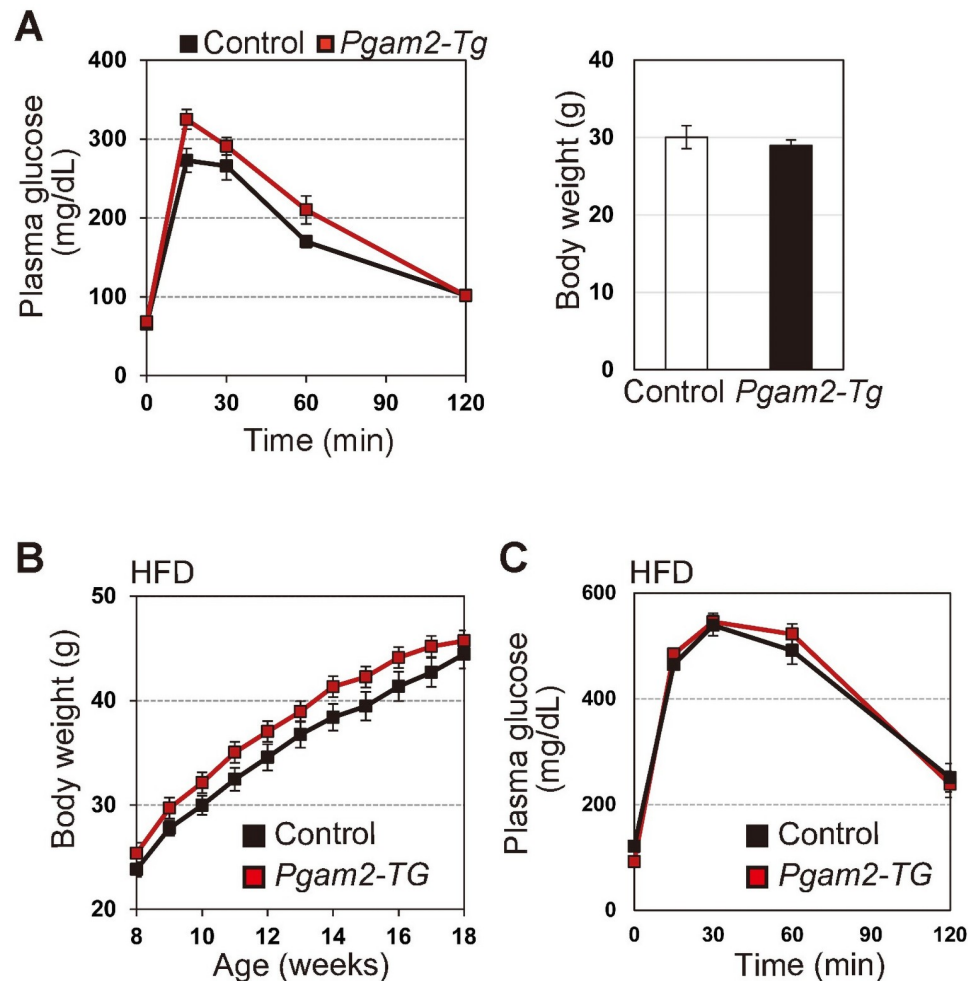 A
Control Pgam2-Tg
Plasma glucose
(mg/dL)
400
300
200
100
0
0 30 60 90 120
Time (min)
Body weight (g)
40
30
20
10
0
Control Pgam2-Tg
B
HFD
Body weight (g)
50
40
30
20
Control
Pgam2-TG
8 10 12 14 16 18
Age (weeks)
C
HFD
Plasma glucose
(mg/dL)
600
400
200
0
Control
Pgam2-TG
0 30 60 90 120
Time (min)